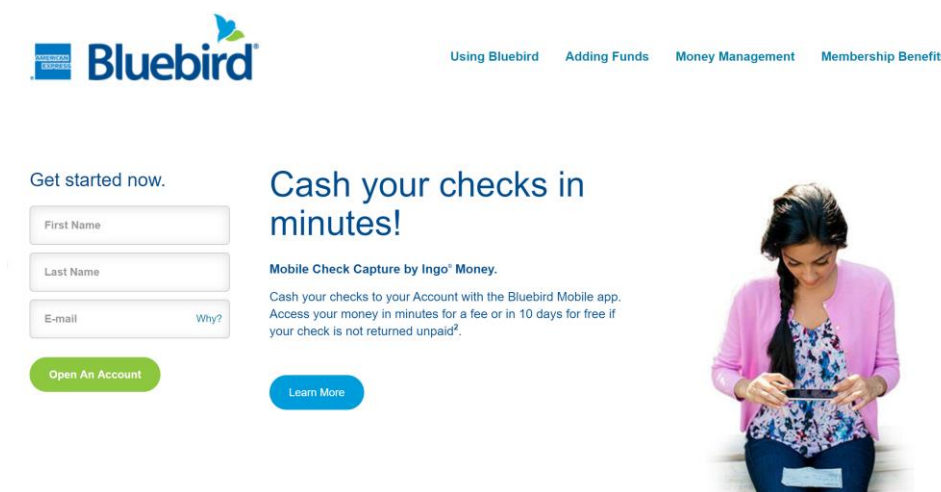 AMERICAN
EXPRESS
Bluebird®
Using Bluebird Adding Funds Money Management Membership Benefit
Get started now.
First Name
Last Name
E-mail Why?
Open An Account
Cash your checks in
minutes!
Mobile Check Capture by Ingo® Money.
Cash your checks to your Account with the Bluebird Mobile app.
Access your money in minutes for a fee or in 10 days for free if
your check is not returned unpaid².
Learn More